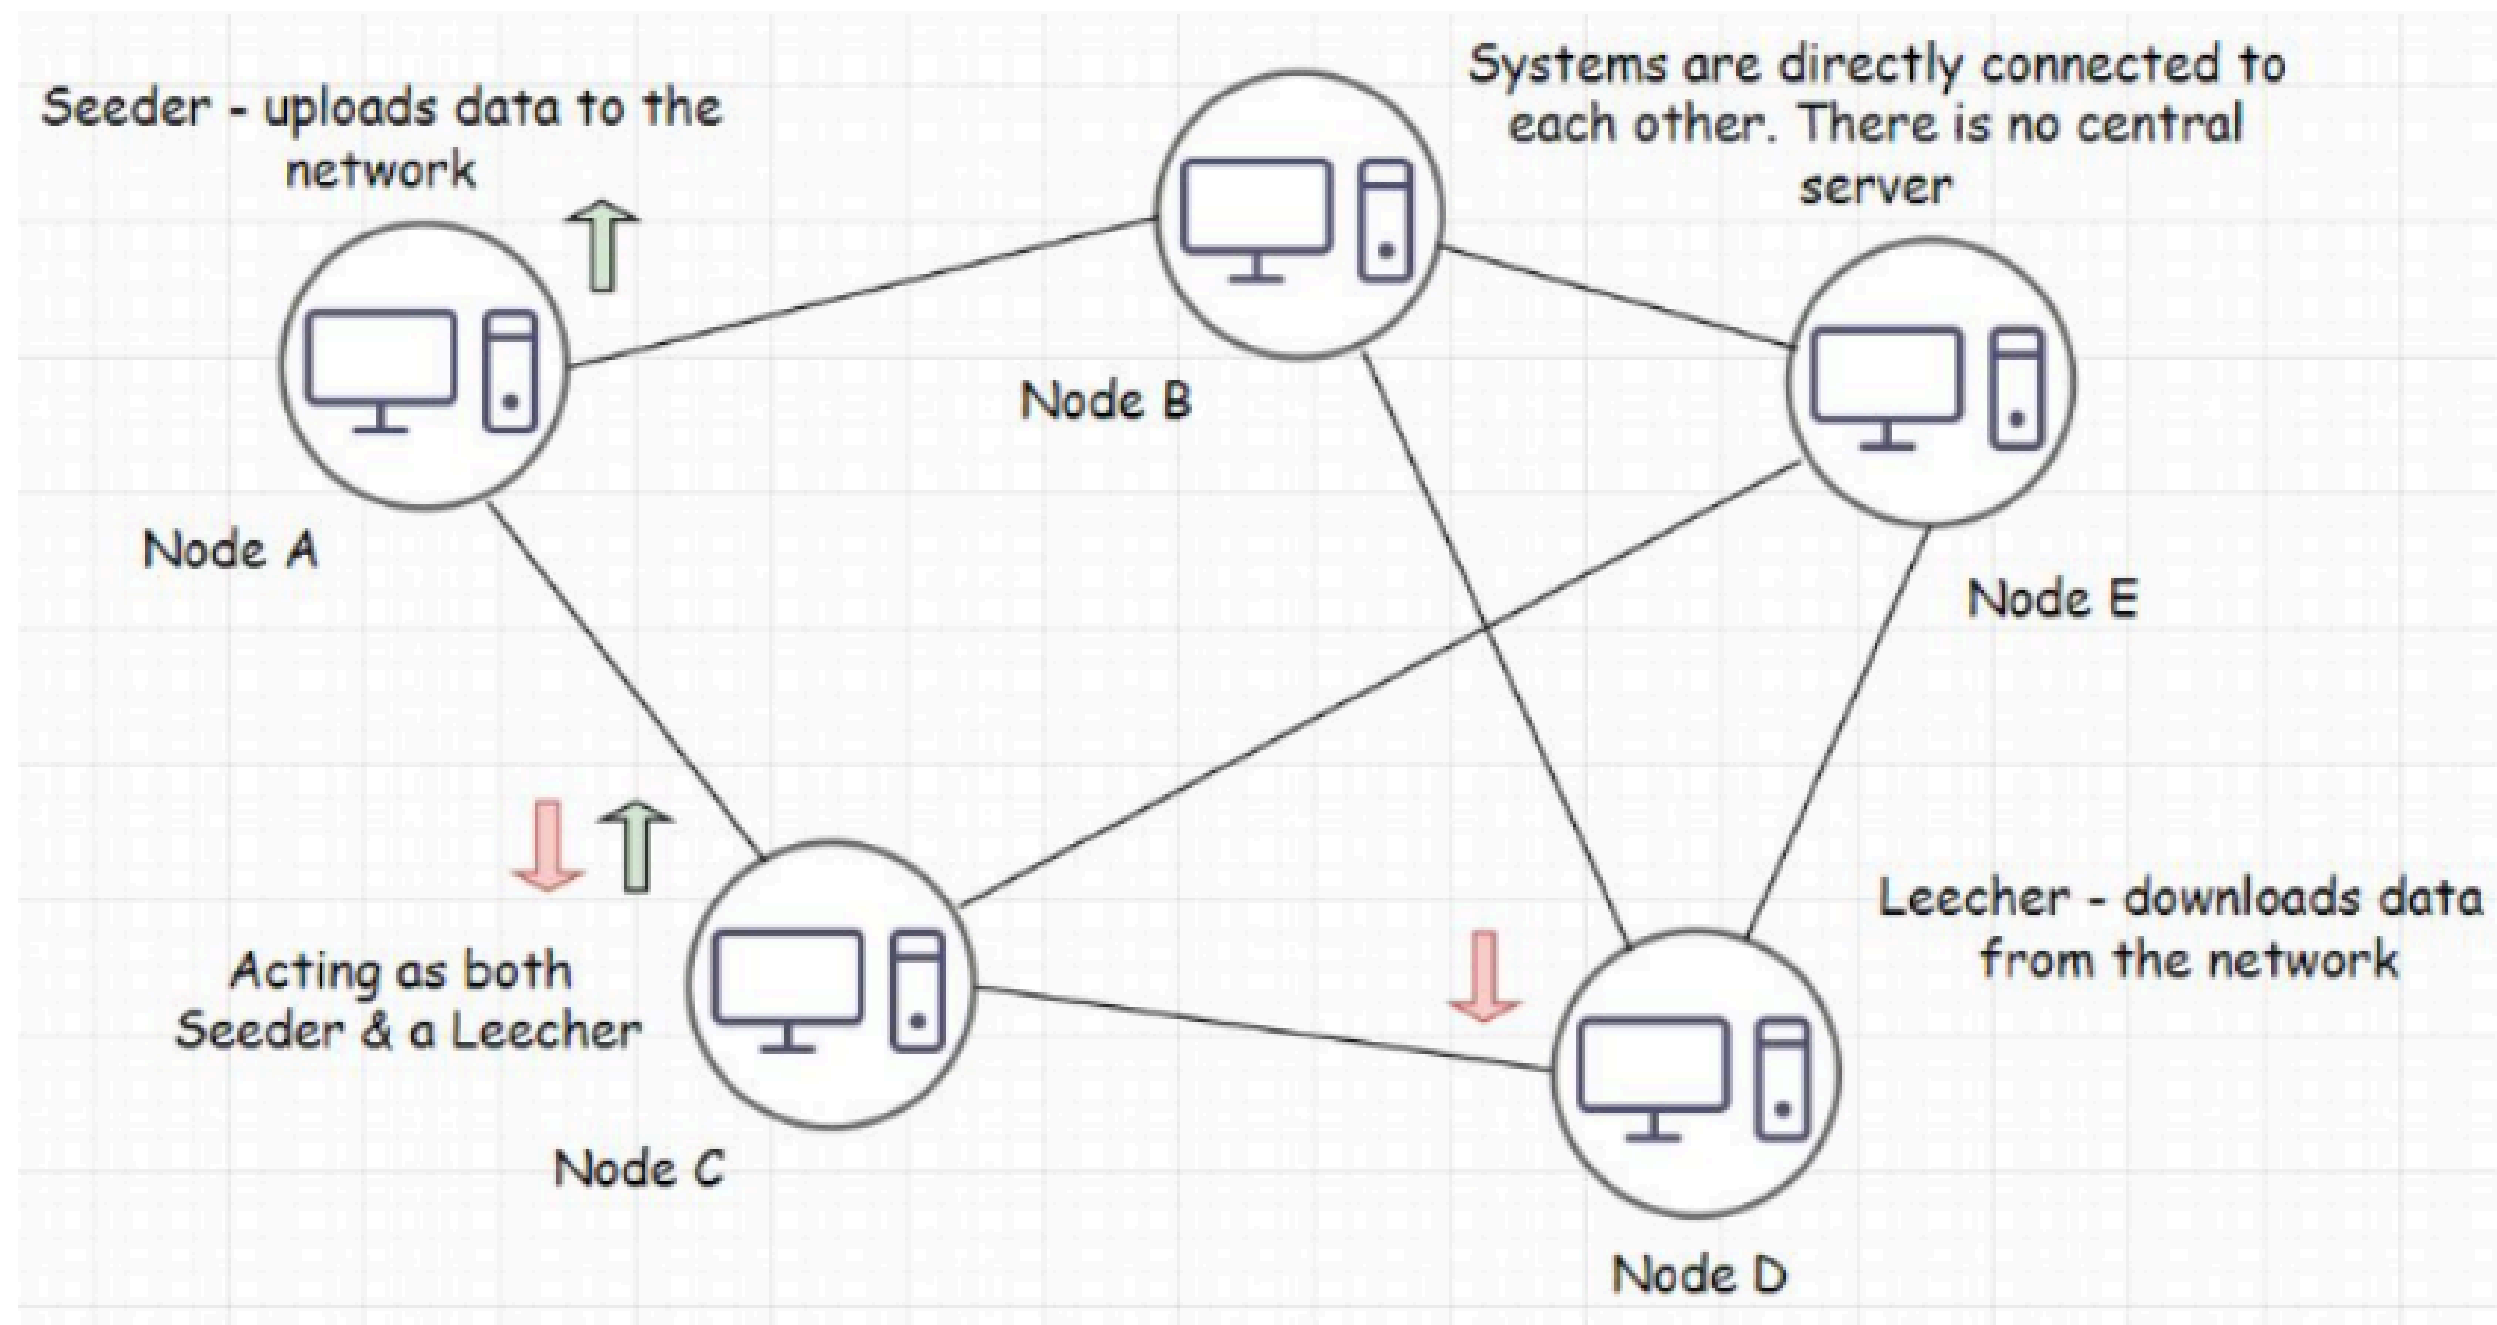 Seeder - uploads data to the
network
Systems are directly connected to
each other. There is no central
server
Node A
Node B
Node E
Acting as both
Seeder & a Leecher
Leecher - downloads data
from the network
Node C
Node D